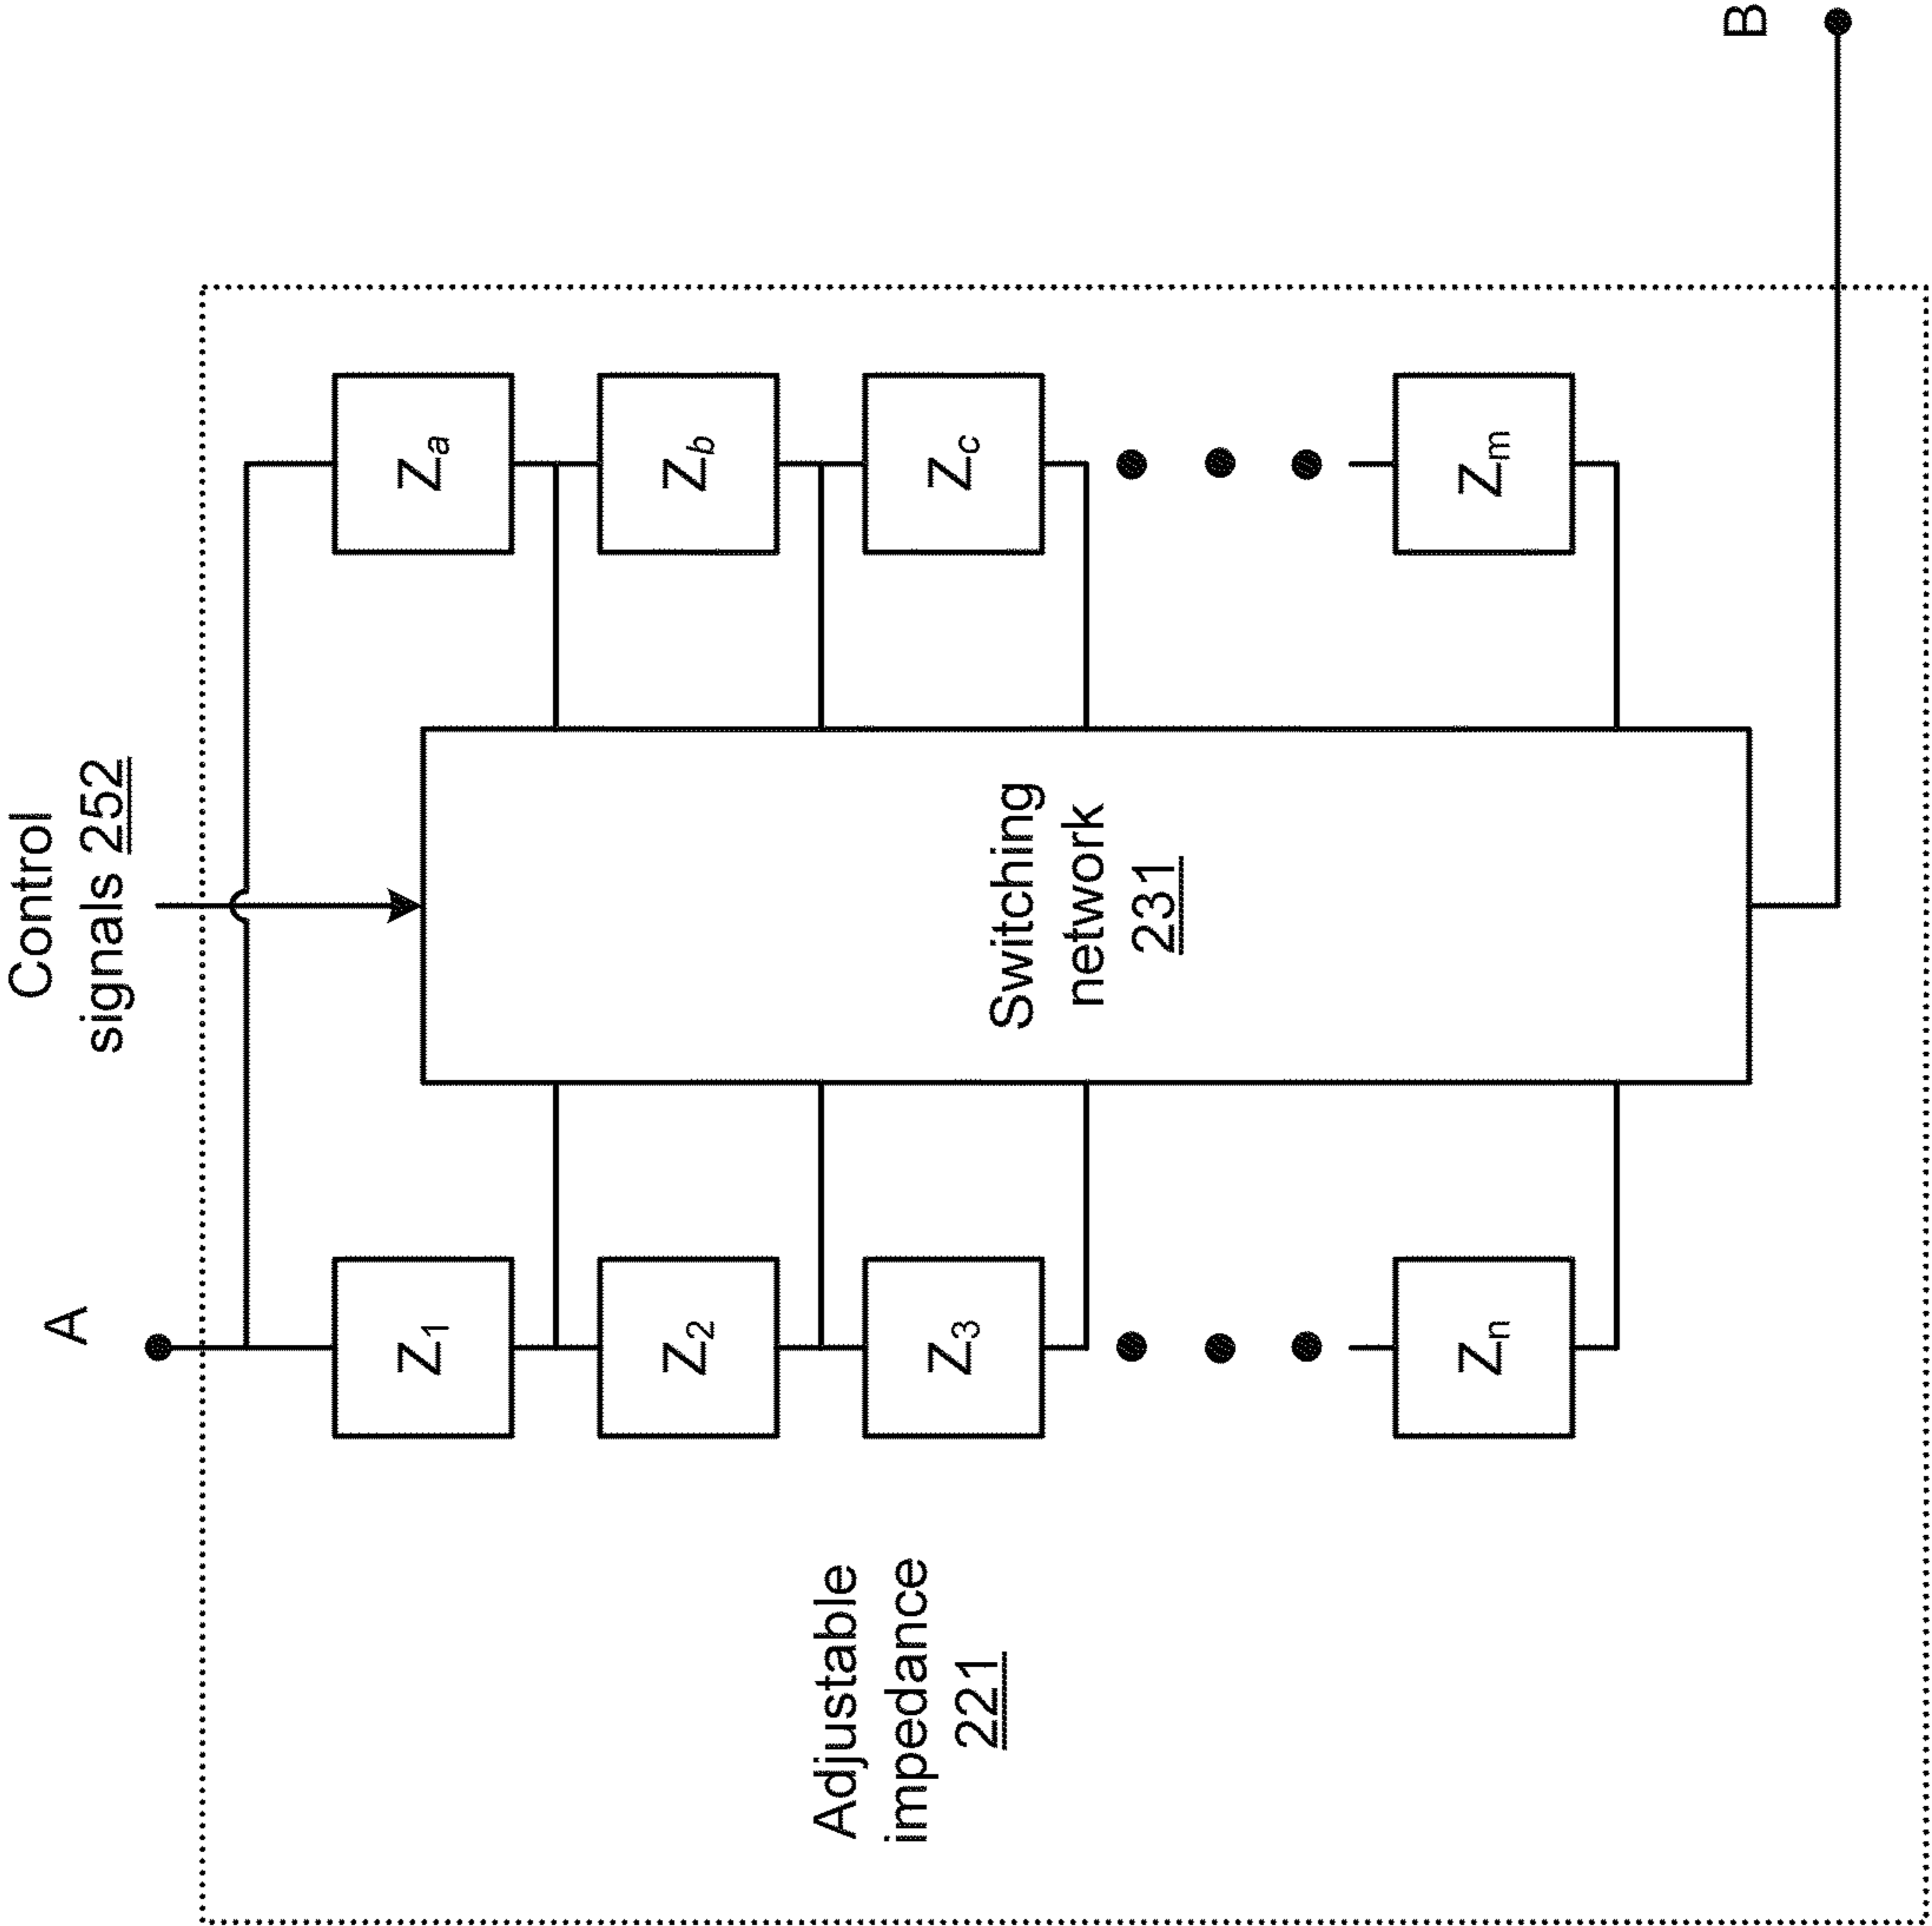 Control
signals 252
A
Z1
Za
Z2
Zb
Adjustable
impedance
221
Z3
Zc
Switching
network
231
Zn
Zm
B